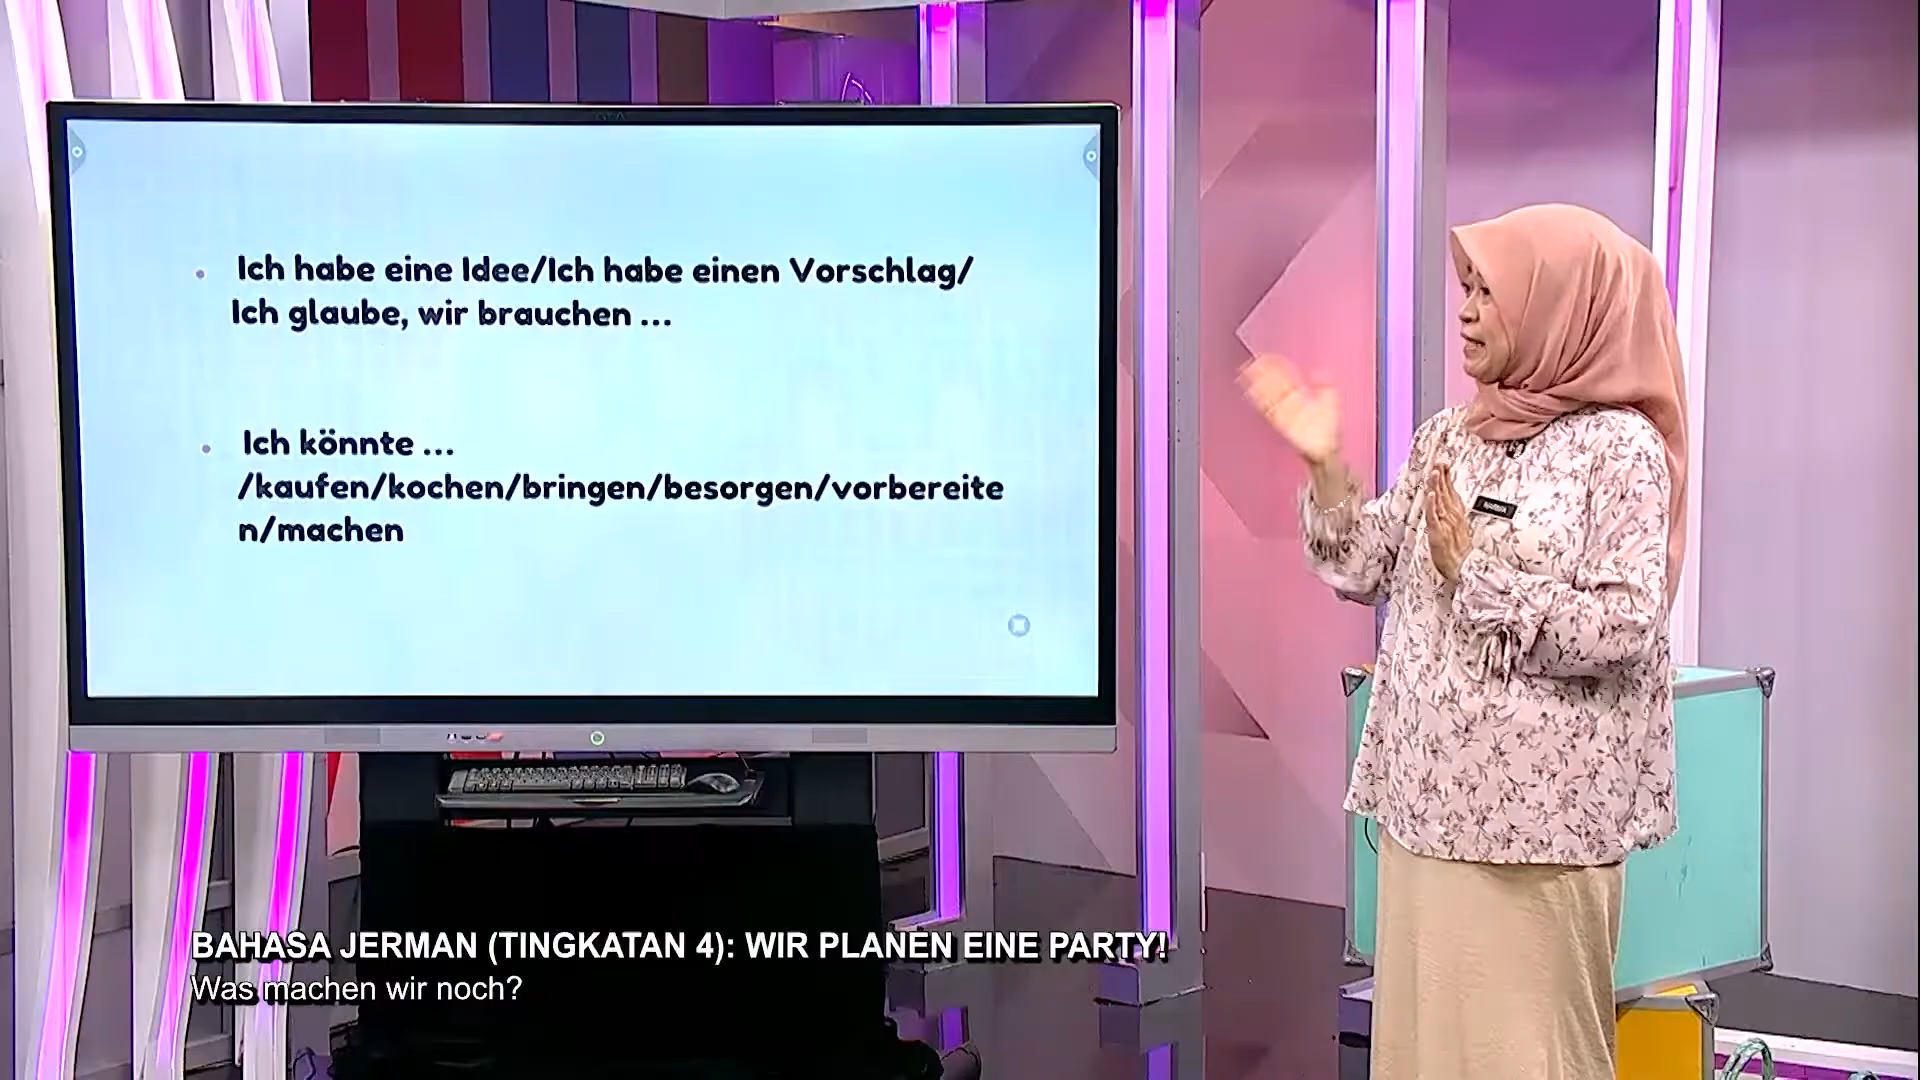 Ich habe eine Idee/Ich habe einen Vorschlag/
Ich glaube, wir brauchen ...
Ich könnte ...
/kaufen/kochen/bringen/besorgen/vorbereite
n/machen
BAHASA JERMAN (TINGKATAN 4): WIR PLANEN EINE PARTY!
Was machen wir noch?